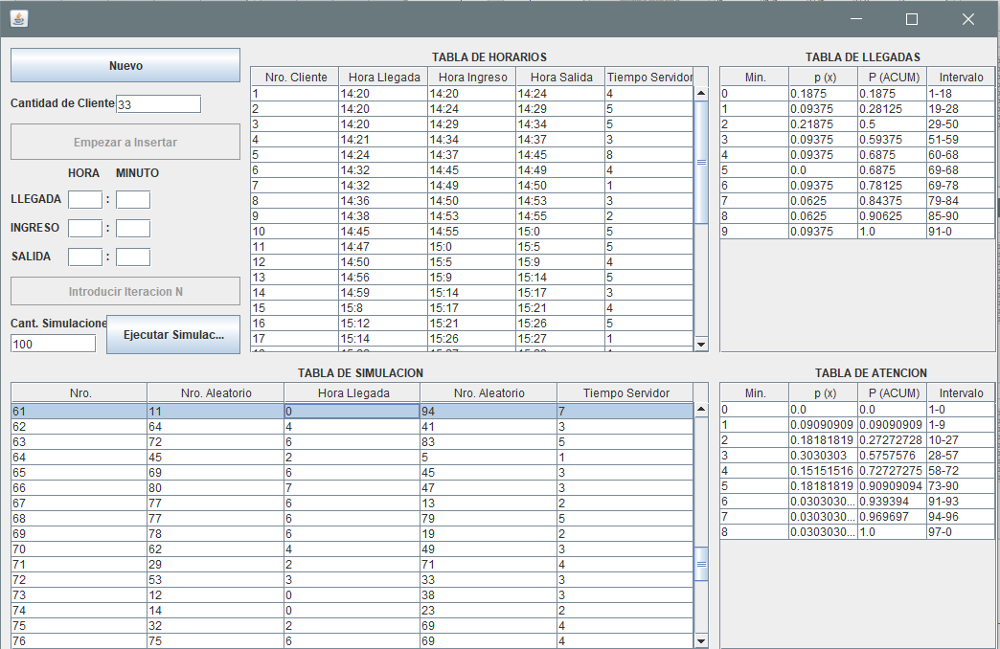 Nuevo
Cantidad de Cliente 33
Empezar a Insertar
HORA MINUTO
LLEGADA :
INGRESO :
SALIDA :
Introducir Iteracion N
Cant. Simulacione
100
Ejecutar Simulac...
TABLA DE HORARIOS
Nro. Cliente Hora Llegada Hora Ingreso Hora Salida Tiempo Servidor
1 14:20 14:20 14:24 4
2 14:20 14:24 14:29 5
3 14:20 14:29 14:34 5
4 14:21 14:34 14:37 3
5 14:24 14:37 14:45 8
6 14:32 14:45 14:49 4
7 14:32 14:49 14:50 1
8 14:36 14:50 14:53 3
9 14:38 14:53 14:55 2
10 14:45 14:55 15:0 5
11 14:47 15:0 15:5 5
12 14:50 15:5 15:9 4
13 14:56 15:9 15:14 5
14 14:59 15:14 15:17 3
15 15:8 15:17 15:21 4
16 15:12 15:21 15:26 5
17 15:14 15:26 15:27 1
TABLA DE LLEGADAS
Min. p (x) P (ACUM) Intervalo
0 0.1875 0.1875 1-18
1 0.09375 0.28125 19-28
2 0.21875 0.5 29-50
3 0.09375 0.59375 51-59
4 0.09375 0.6875 60-68
5 0.0 0.6875 69-68
6 0.09375 0.78125 69-78
7 0.0625 0.84375 79-84
8 0.0625 0.90625 85-90
9 0.09375 1.0 91-0
TABLA DE SIMULACION
Nro. Nro. Aleatorio Hora Llegada Nro. Aleatorio Tiempo Servidor
61 11 0 94 7
62 64 4 41 3
63 72 6 83 5
64 45 2 5 1
65 69 6 45 3
66 80 7 47 3
67 77 6 13 2
68 77 6 79 5
69 78 6 19 2
70 62 4 49 3
71 29 2 71 4
72 53 3 33 3
73 12 0 38 3
74 14 0 23 2
75 32 2 69 4
76 75 6 69 4
TABLA DE ATENCION
Min. p (x) P (ACUM) Intervalo
0 0.0 0.0 1-0
1 0.09090909 0.09090909 1-9
2 0.18181819 0.27272728 10-27
3 0.3030303 0.5757576 28-57
4 0.15151516 0.72727275 58-72
5 0.18181819 0.90909094 73-90
6 0.0303030... 0.939394 91-93
7 0.0303030... 0.969697 94-96
8 0.0303030... 1.0 97-0